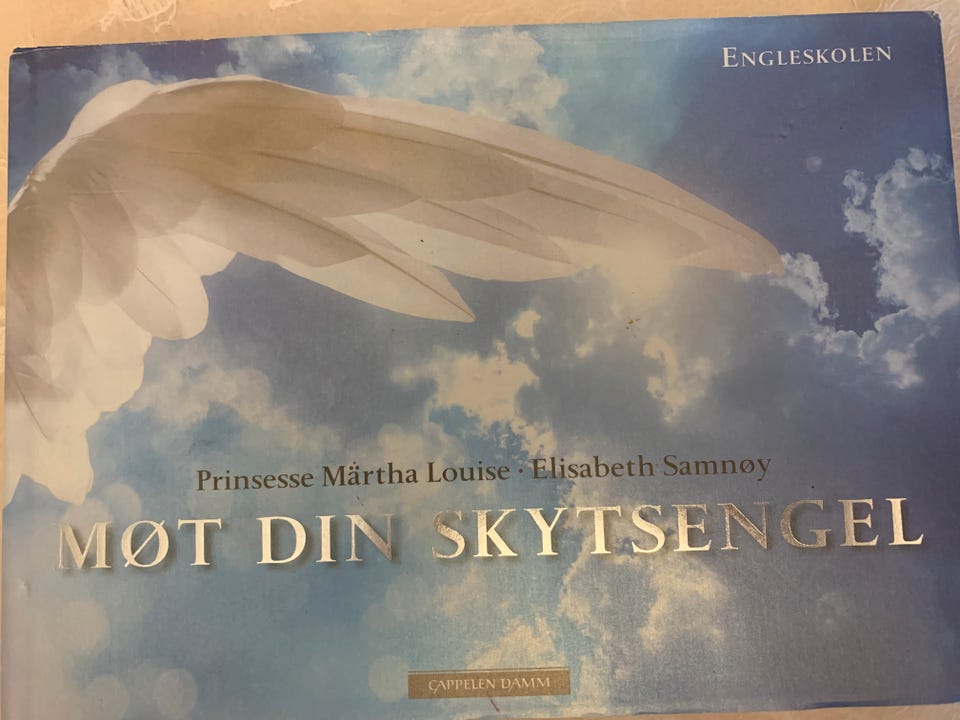 ENGLESKOLEN
Prinsesse Märtha Louise · Elisabeth Samnøy
MØT DIN SKYTSENGEL
CAPPELEN DAMM